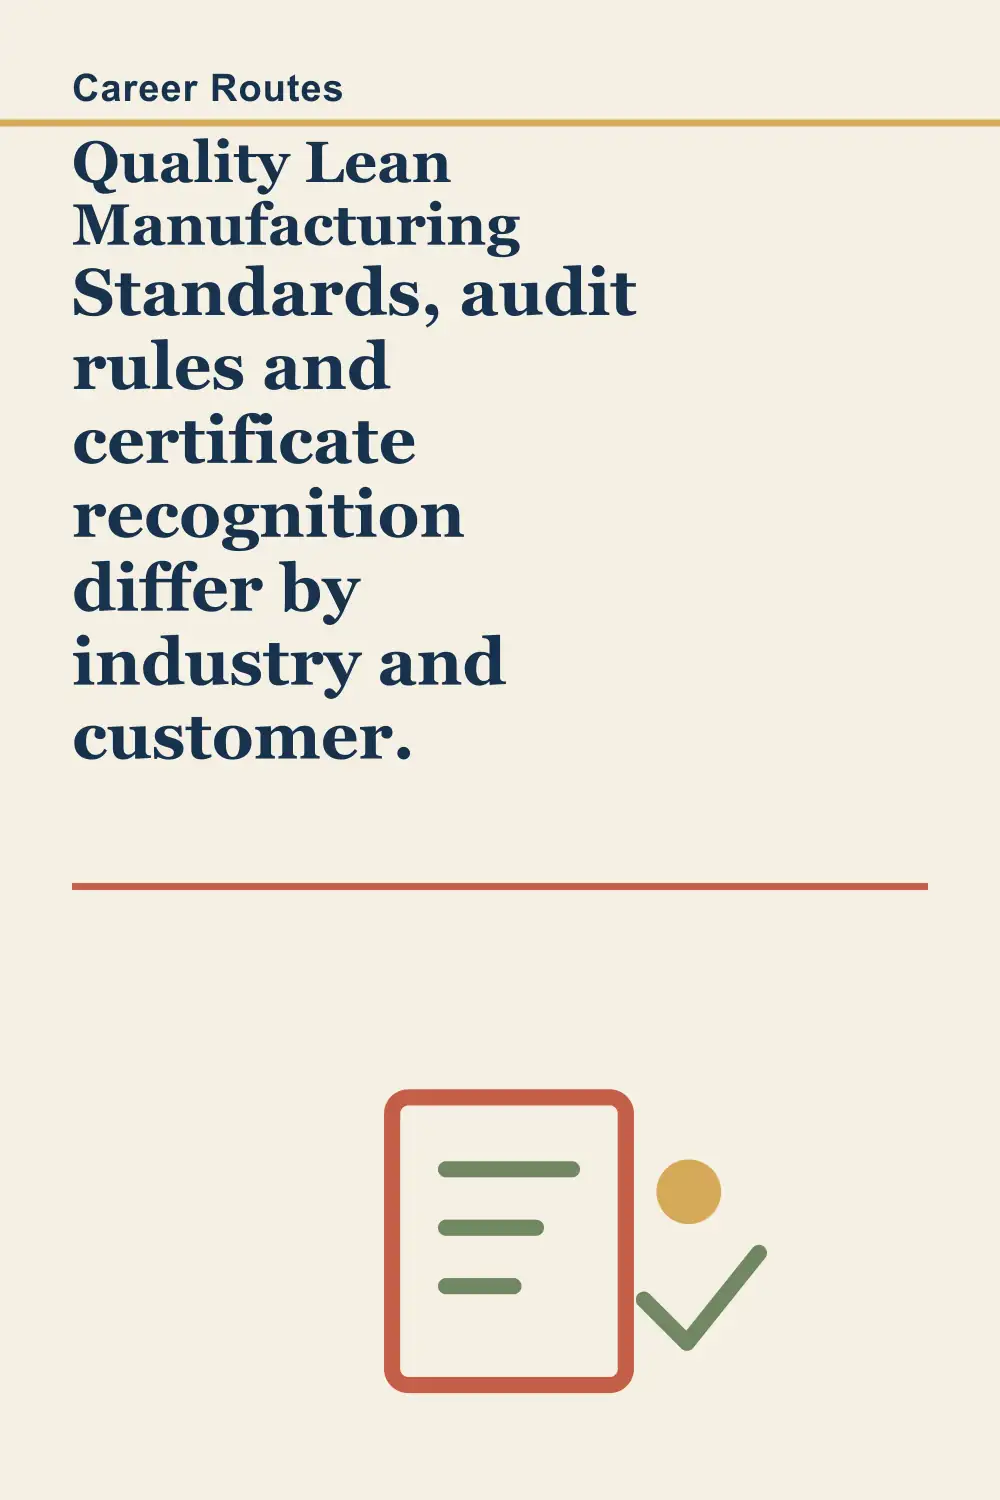 Career Routes
Quality Lean
Manufacturing
Standards, audit
rules and
certificate
recognition
differ by
industry and
customer.